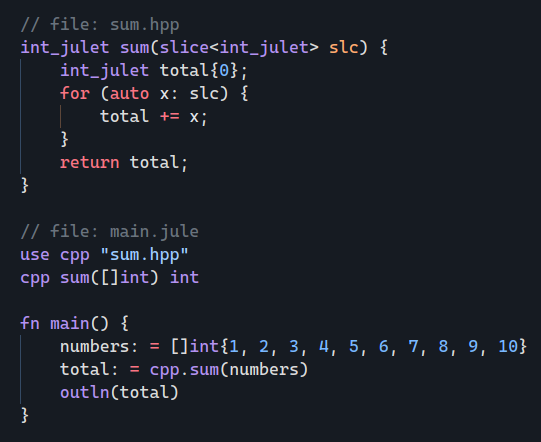 // file: sum.hpp
int_julet sum(slice<int_julet> slc) {
    int_julet total{0};
    for (auto x: slc) {
        total += x;
    }
    return total;
}

// file: main.jule
use cpp "sum.hpp"
cpp sum([]int) int

fn main() {
    numbers: = []int{1, 2, 3, 4, 5, 6, 7, 8, 9, 10}
    total: = cpp.sum(numbers)
    outln(total)
}